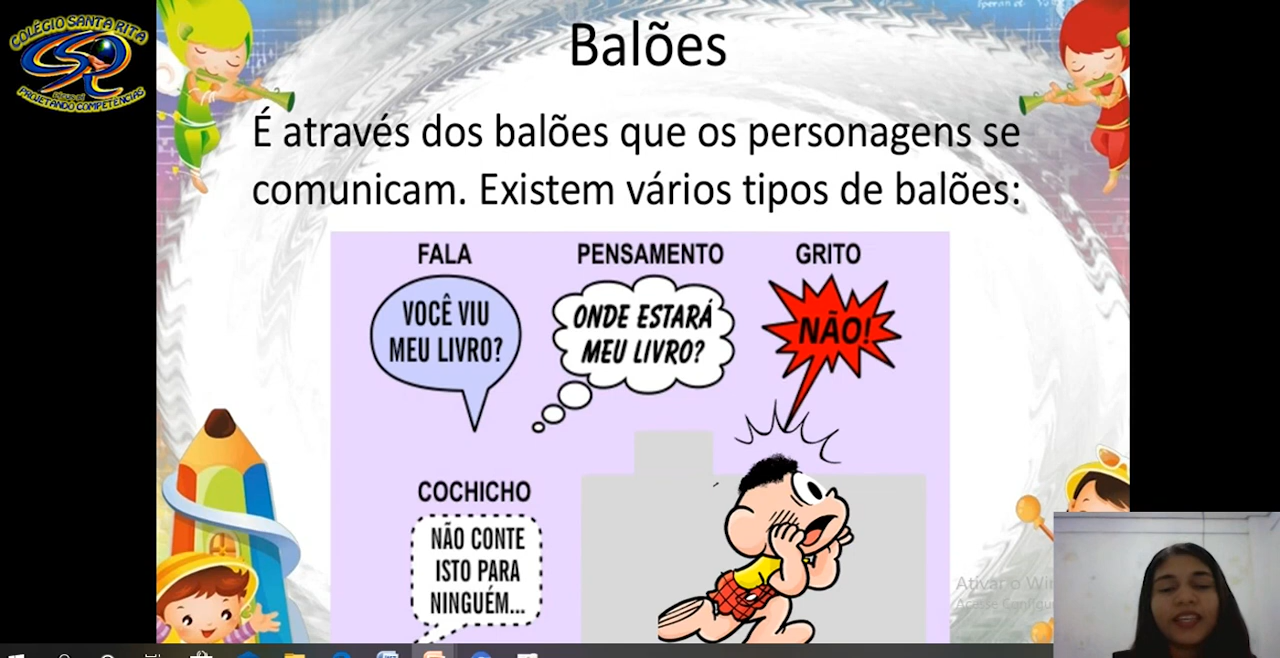 COLÉGIO SANTA RITA
PROJETANDO COMPETÊNCIAS
Balões
É através dos balões que os personagens se
comunicam. Existem vários tipos de balões:
FALA
VOCÊ VIU
MEU LIVRO?
PENSAMENTO
ONDE ESTARÁ
MEU LIVRO?
GRITO
NÃO!
COCHICHO
NÃO CONTE
ISTO PARA
NINGUÉM...
Ativar o